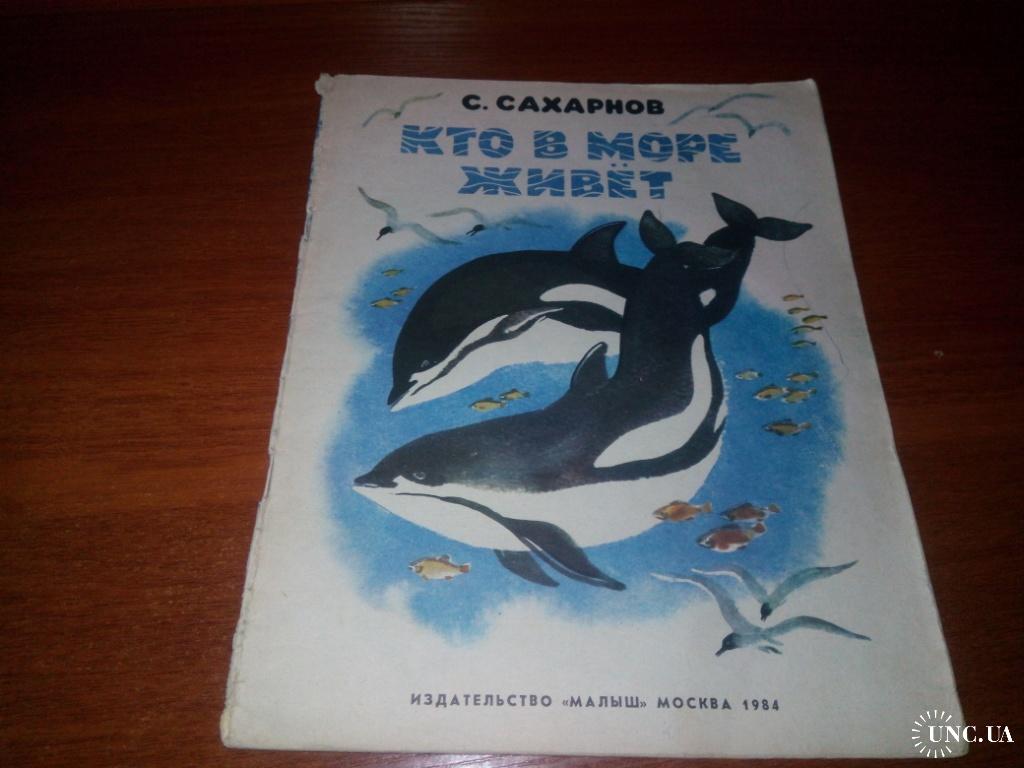 С. САХАРНОВ
КТО В МОРЕ
ЖИВЁТ
ИЗДАТЕЛЬСТВО «МАЛЫШ» МОСКВА 1984
UNC.UA